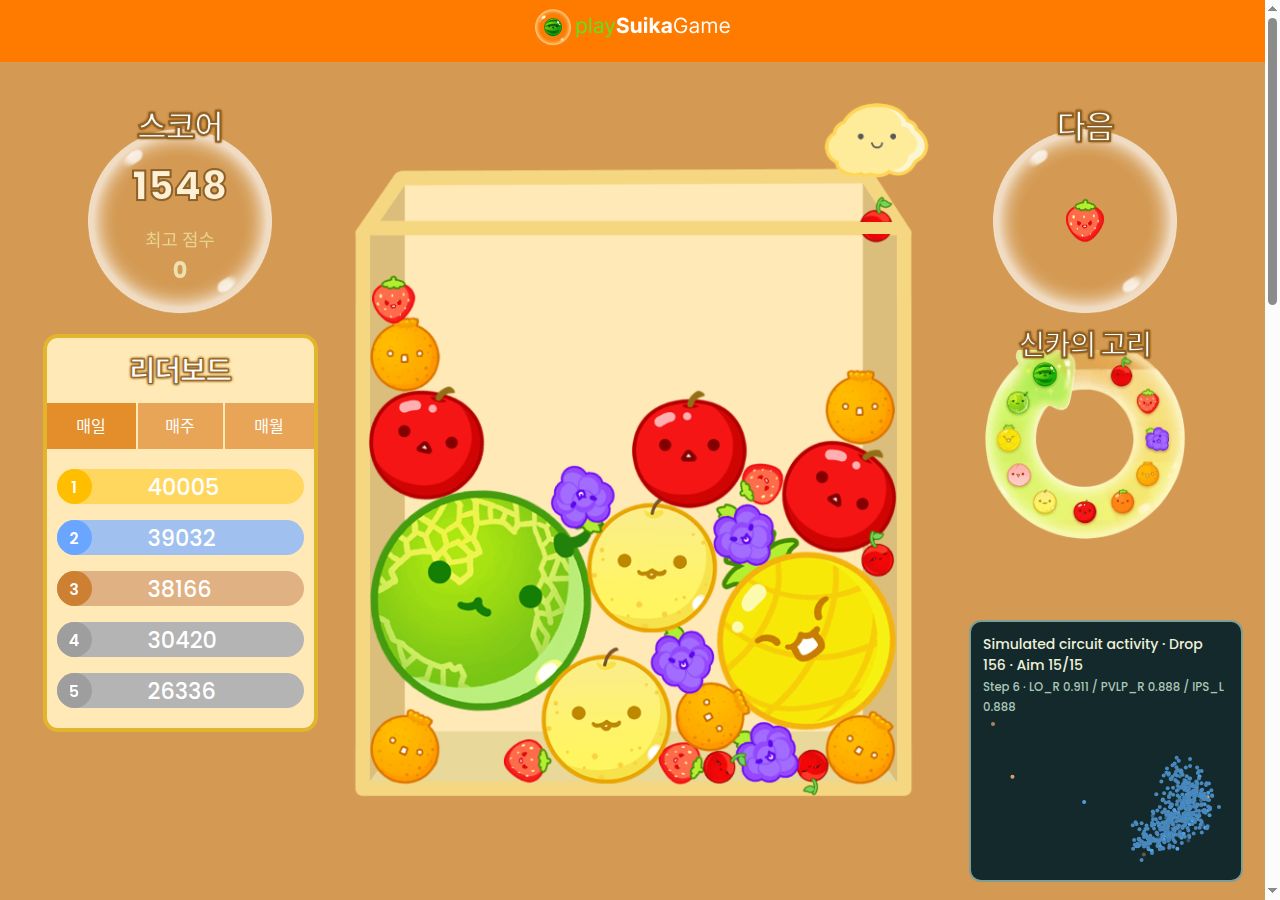 playSuikaGame
스코어
1548
최고 점수
0
다음
리더보드
매일 매주 매월
1 40005
2 39032
3 38166
4 30420
5 26336
신카의 고리
Simulated circuit activity · Drop
156 · Aim 15/15
Step 6 · LO_R 0.911 / PVLP_R 0.888 / IPS_L
0.888